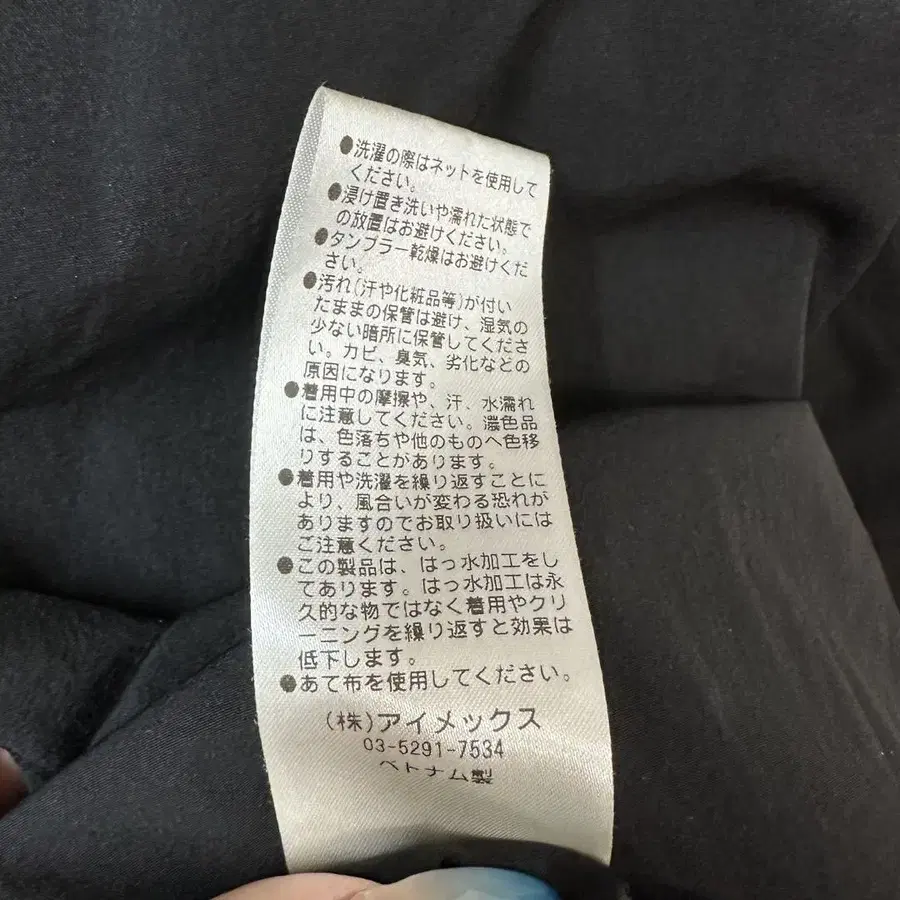 ●洗濯の際はネットを使用して
ください。
●浸け置き洗いや濡れた状態で
の放置はお避けください。
●タンブラー乾燥はお避けくだ
さい。
●汚れ(汗や化粧品等)が付い
たままの保管は避け、湿気の
少ない暗所に保管してくださ
い。カビ、臭気、劣化などの
原因になります。
●着用中の摩擦や、汗、水濡れ
に注意してください。濃色品
は、色落ちや他のものへ色移
りすることがあります。
●着用や洗濯を繰り返すことに
より、風合いが変わる恐れが
ありますのでお取り扱いには
ご注意ください。
●この製品は、はっ水加工をし
てあります。はっ水加工は永
久的な物ではなく着用やクリ
ーニングを繰り返すと効果は
低下します。
●あて布を使用してください。
(株)アイメックス
03-5291-7534
ベトナム製